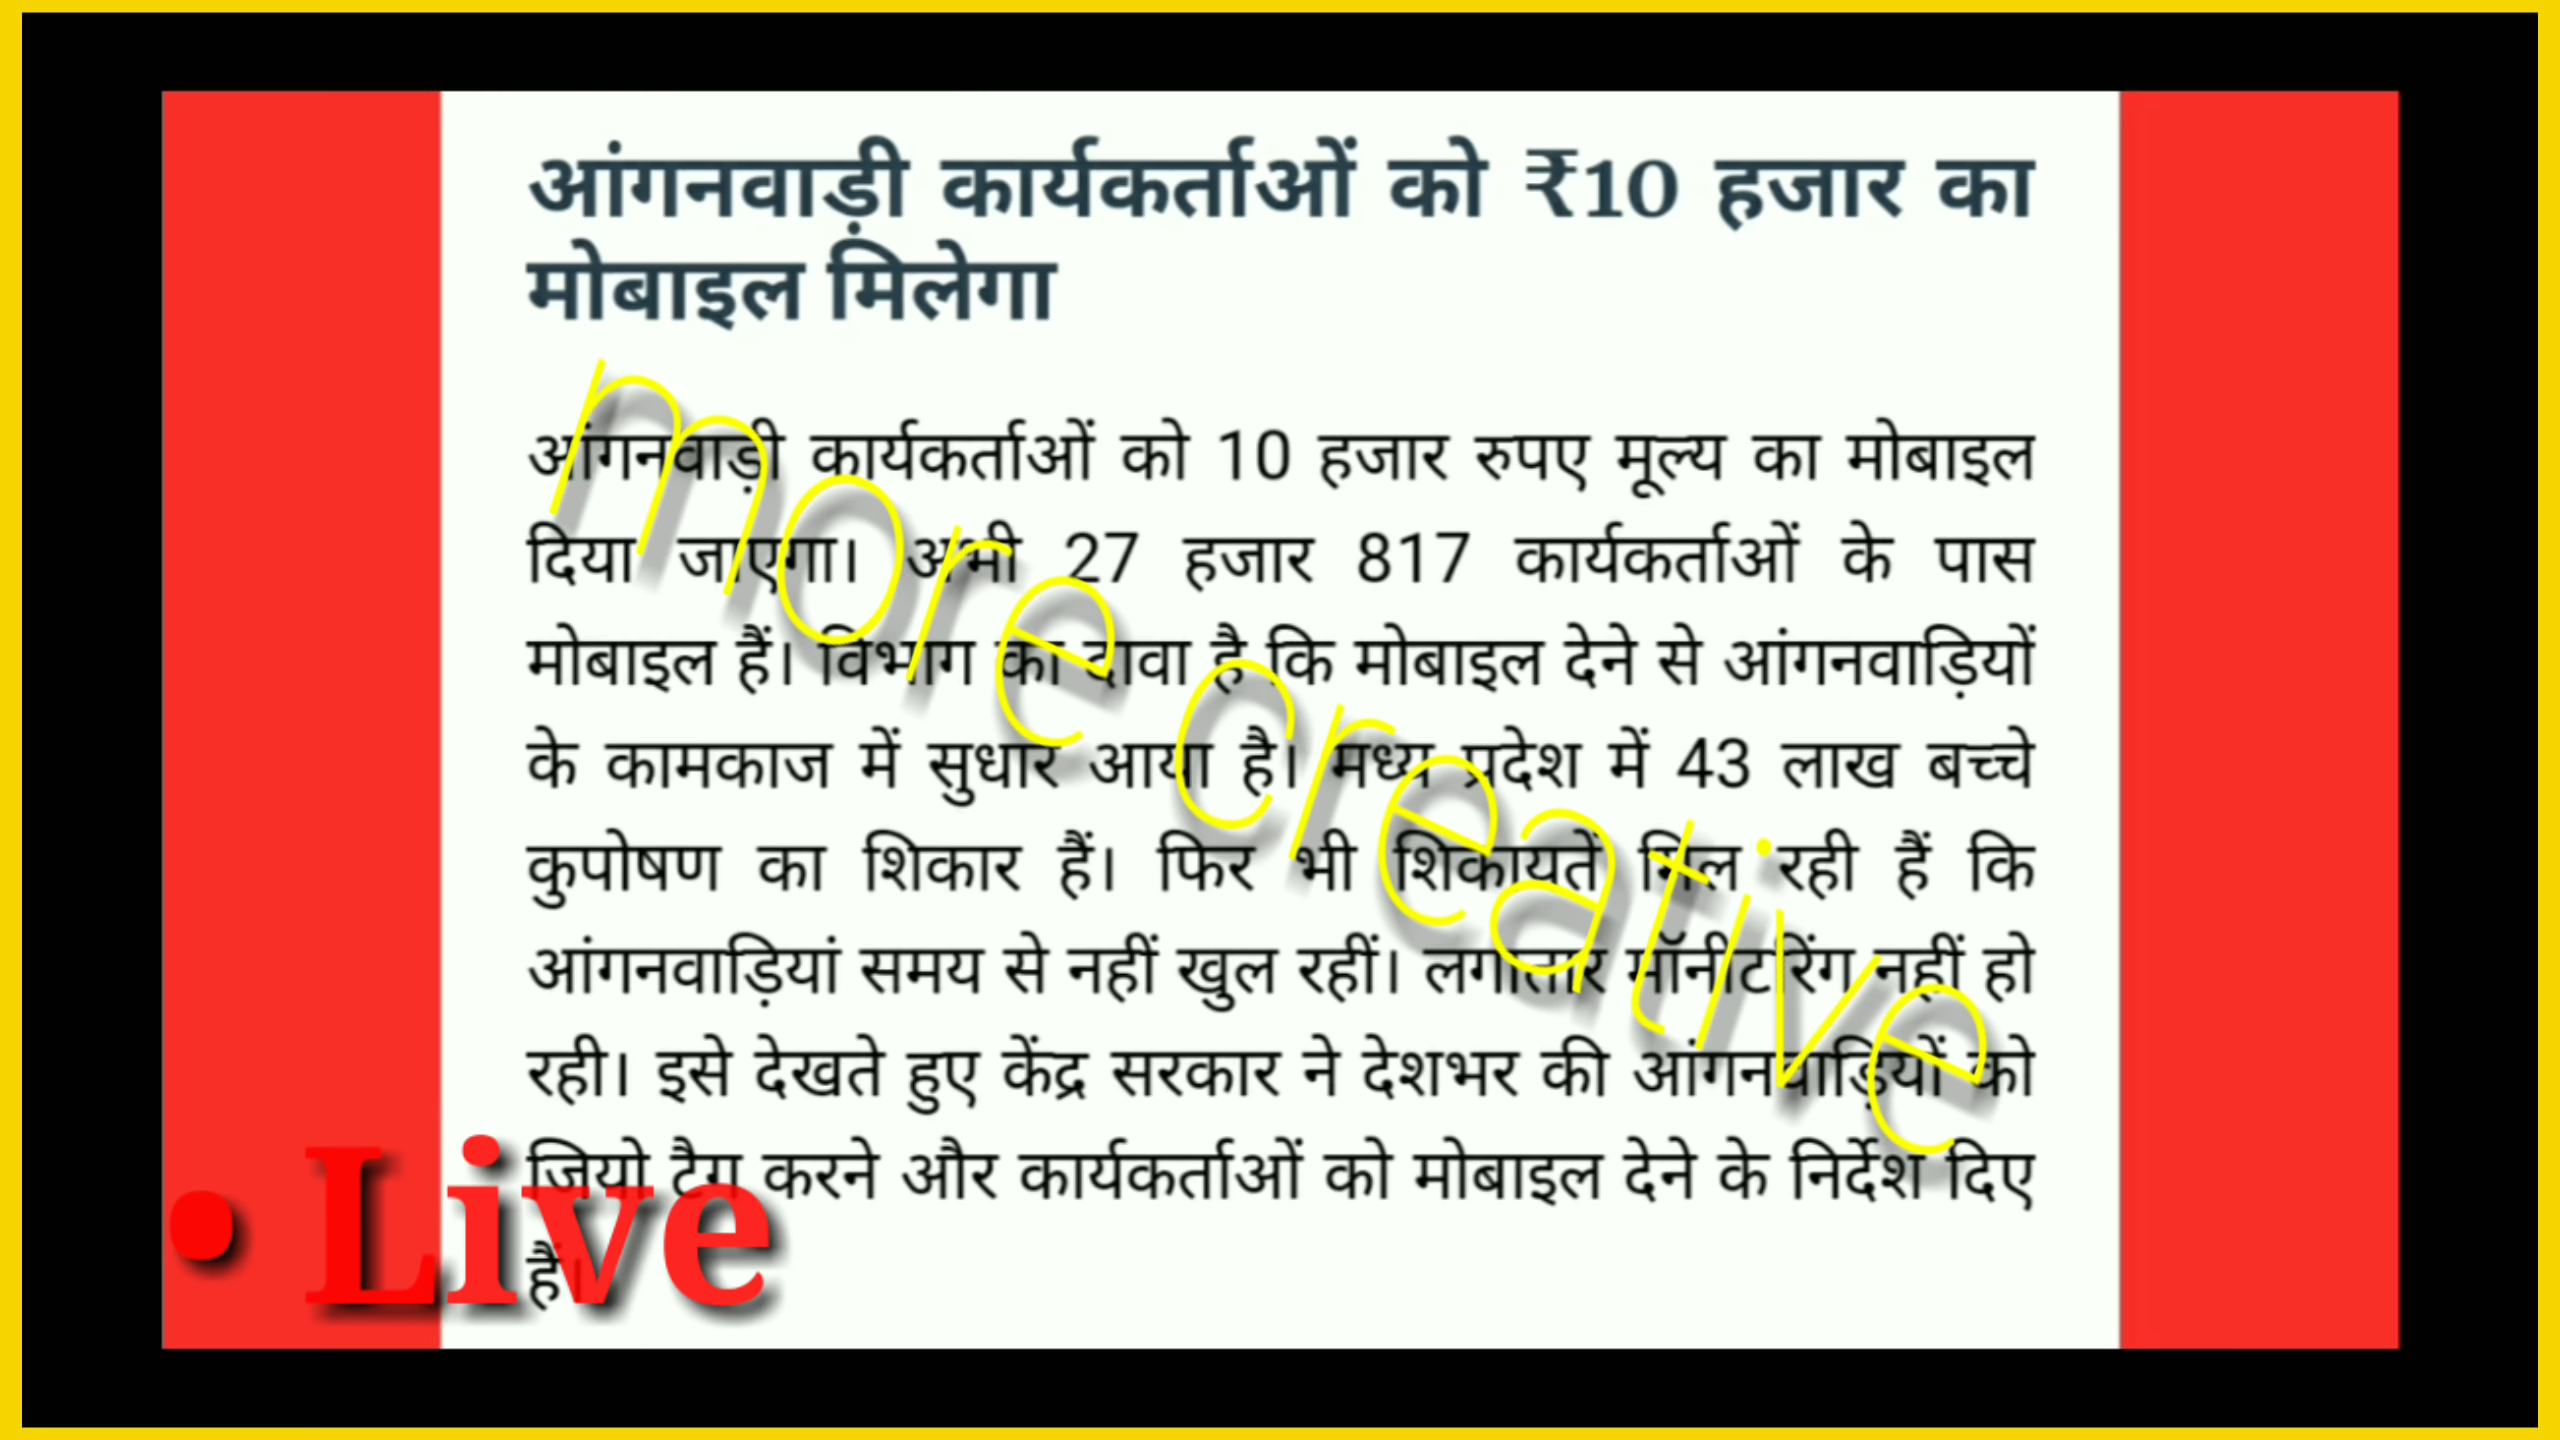 आंगनवाड़ी कार्यकर्ताओं को ₹10 हजार का
मोबाइल मिलेगा
आंगनवाड़ी कार्यकर्ताओं को 10 हजार रुपए मूल्य का मोबाइल
दिया जाएगा। अभी 27 हजार 817 कार्यकर्ताओं के पास
मोबाइल हैं। विभाग का दावा है कि मोबाइल देने से आंगनवाड़ियों
के कामकाज में सुधार आया है। मध्य प्रदेश में 43 लाख बच्चे
कुपोषण का शिकार हैं। फिर भी शिकायतें मिल रही हैं कि
आंगनवाड़ियां समय से नहीं खुल रहीं। लगातार मॉनीटरिंग नहीं हो
रही। इसे देखते हुए केंद्र सरकार ने देशभर की आंगनवाड़ियों को
जियो टैग करने और कार्यकर्ताओं को मोबाइल देने के निर्देश दिए
हैं।
more creative
• Live